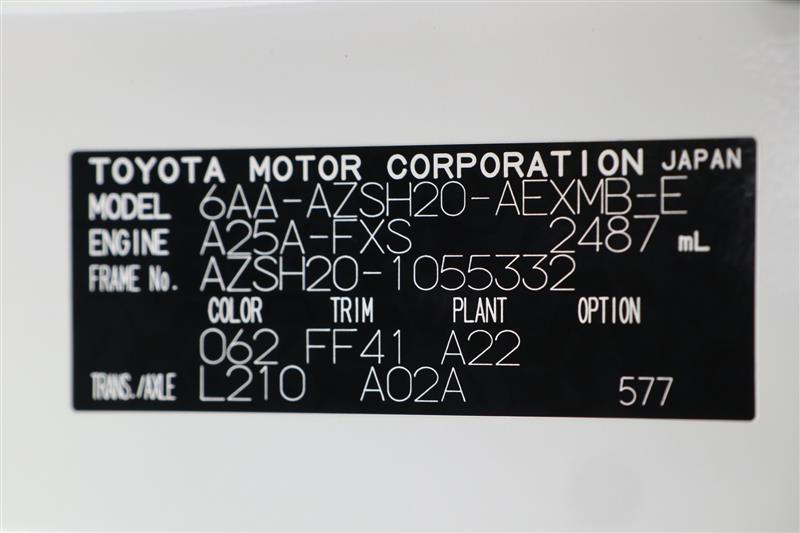 TOYOTA MOTOR CORPORATION JAPAN
MODEL 6AA-AZSH20-AEXMB-E
ENGINE A25A-FXS 2487 mL
FRAME No. AZSH20-1055332
COLOR TRIM PLANT OPTION
062 FF41 A22
TRANS./AXLE L210 A02A 577